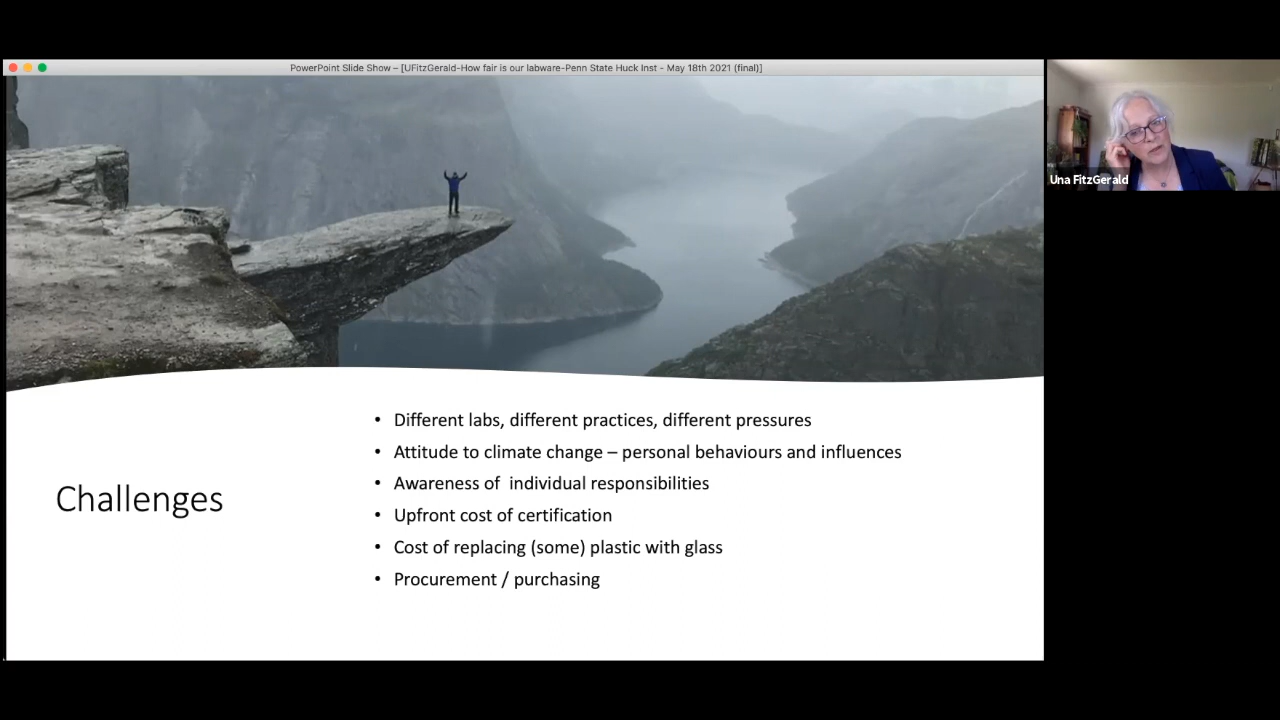 PowerPoint Slide Show – [UFitzGerald-How fair is our labware-Penn State Huck Inst - May 18th 2021 (final)]
Una FitzGerald
Challenges
• Different labs, different practices, different pressures
• Attitude to climate change – personal behaviours and influences
• Awareness of  individual responsibilities
• Upfront cost of certification
• Cost of replacing (some) plastic with glass
• Procurement / purchasing